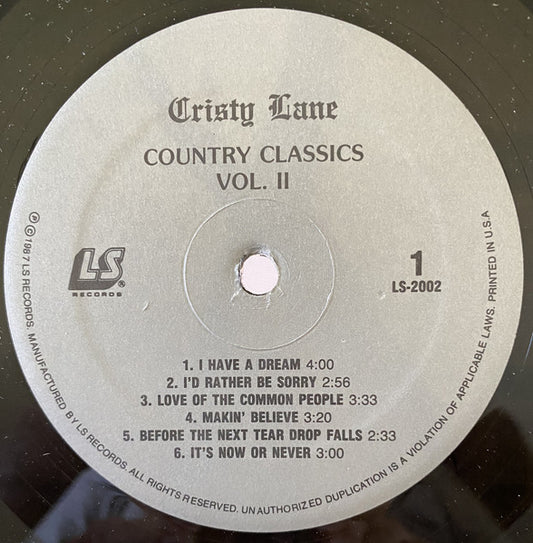 Cristy Lane
COUNTRY CLASSICS
VOL. II
LS®
RECORDS
1
LS-2002
1. I HAVE A DREAM 4:00
2. I'D RATHER BE SORRY 2:56
3. LOVE OF THE COMMON PEOPLE 3:33
4. MAKIN' BELIEVE 3:20
5. BEFORE THE NEXT TEAR DROP FALLS 2:33
6. IT'S NOW OR NEVER 3:00
℗ © 1987 LS RECORDS. MANUFACTURED BY LS RECORDS. ALL RIGHTS RESERVED. UNAUTHORIZED DUPLICATION IS A VIOLATION OF APPLICABLE LAWS. PRINTED IN U.S.A